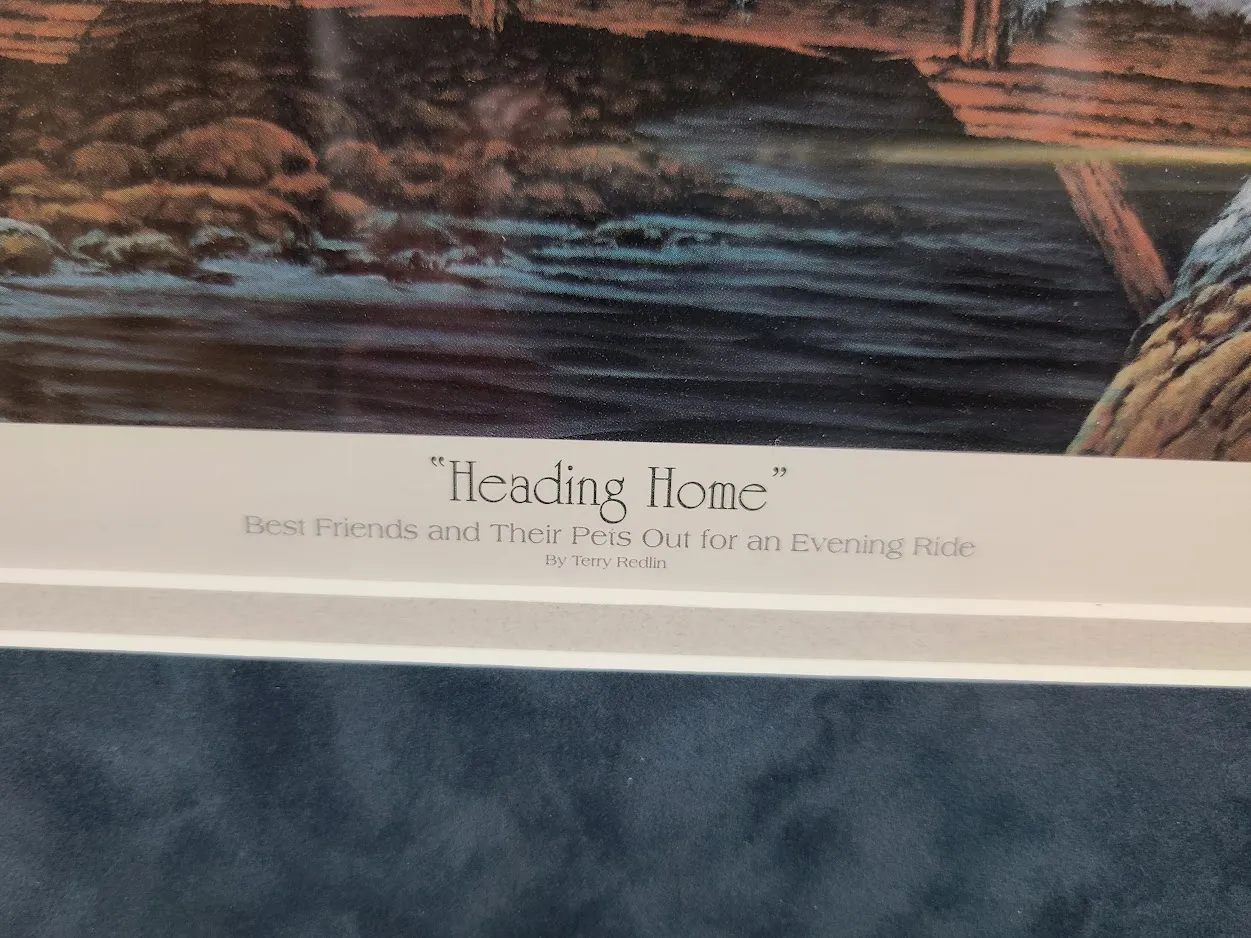 “Heading Home”
Best Friends and Their Pets Out for an Evening Ride
By Terry Redlin